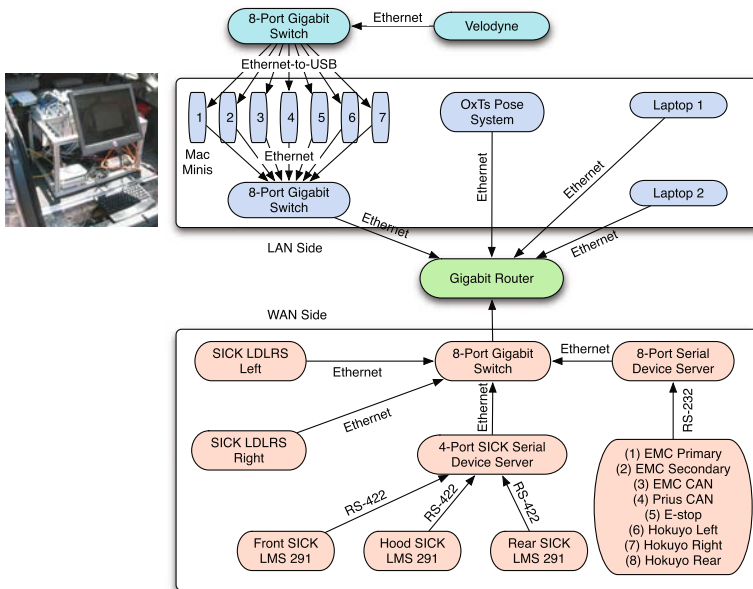 8-Port Gigabit
Switch
Ethernet
Velodyne
Ethernet-to-USB
1
2
3
4
5
6
7
Mac
Minis
Ethernet
8-Port Gigabit
Switch
OxTs Pose
System
Laptop 1
Laptop 2
Ethernet
Ethernet
Ethernet
Ethernet
LAN Side
Gigabit Router
WAN Side
SICK LDLRS
Left
Ethernet
8-Port Gigabit
Switch
Ethernet
8-Port Serial
Device Server
SICK LDLRS
Right
Ethernet
Ethernet
RS-232
4-Port SICK Serial
Device Server
RS-422
RS-422
RS-422
Front SICK
LMS 291
Hood SICK
LMS 291
Rear SICK
LMS 291
(1) EMC Primary
(2) EMC Secondary
(3) EMC CAN
(4) Prius CAN
(5) E-stop
(6) Hokuyo Left
(7) Hokuyo Right
(8) Hokuyo Rear